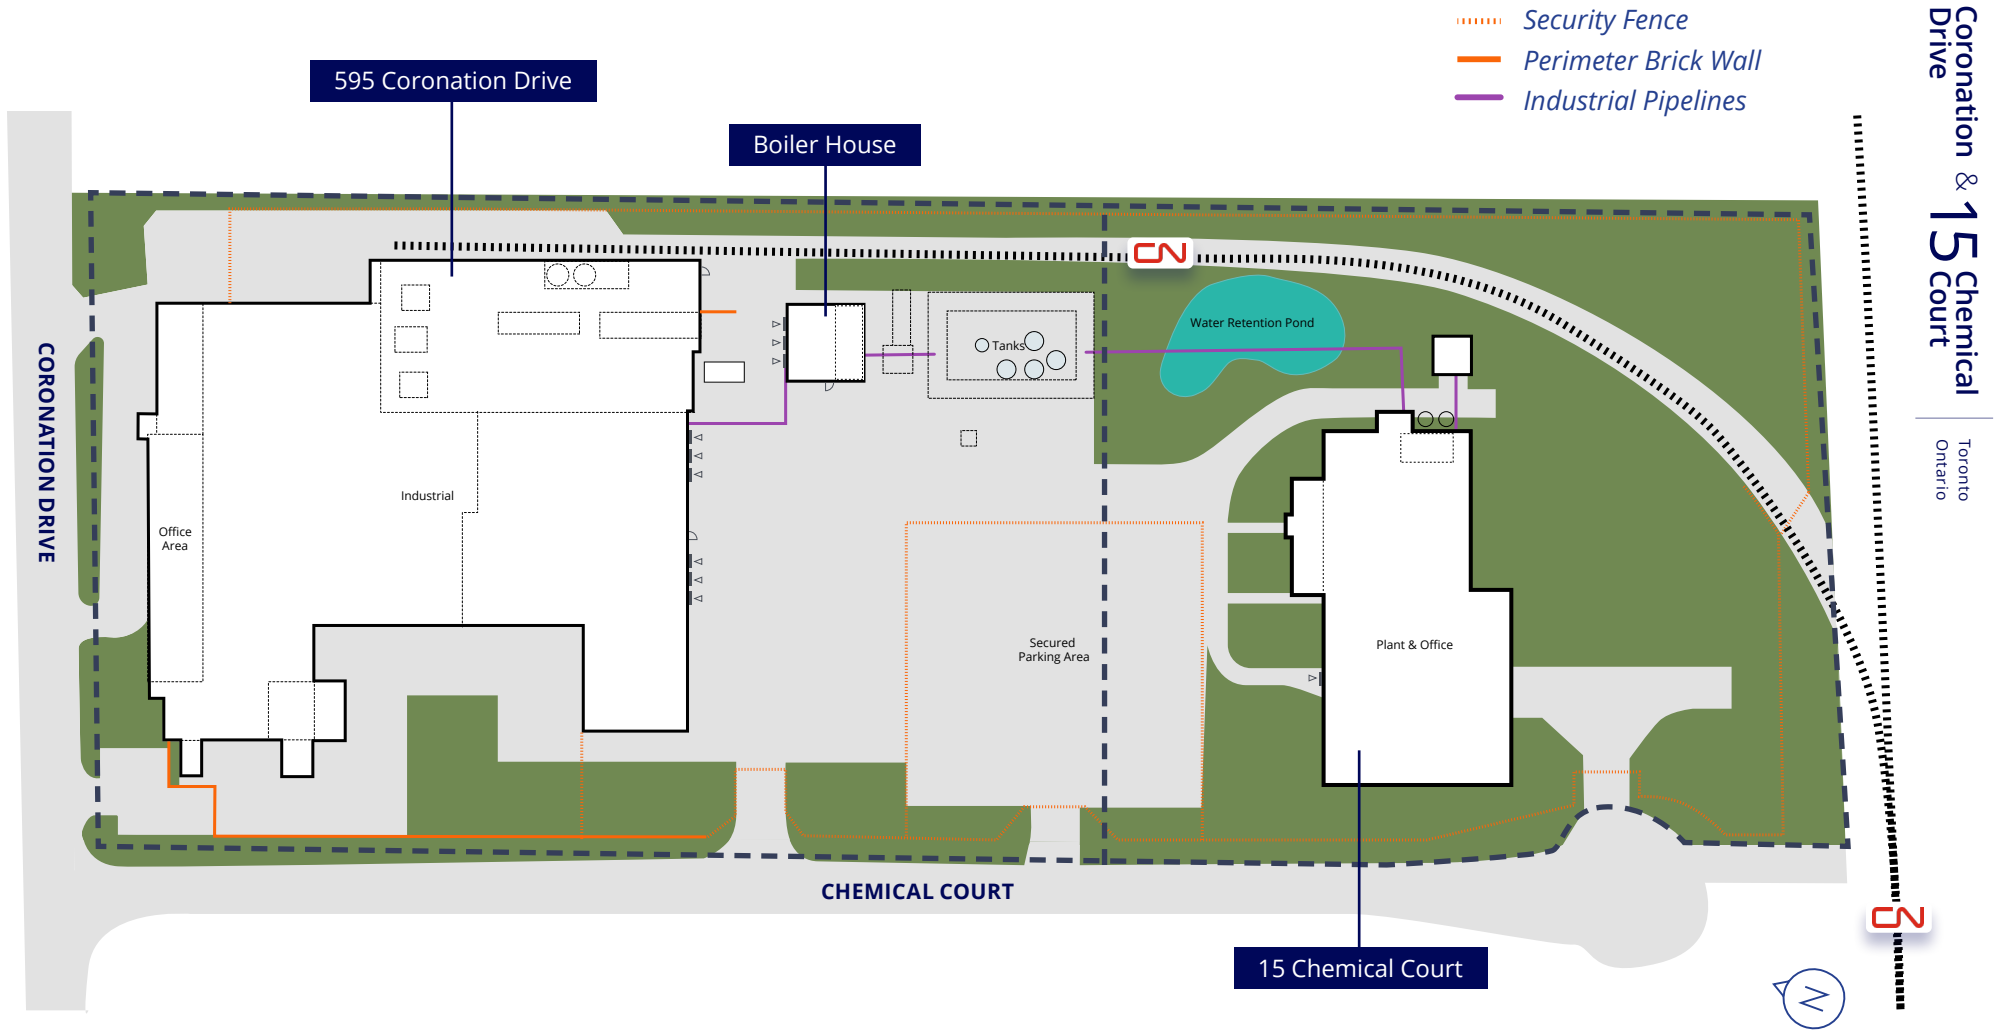 Security Fence
Perimeter Brick Wall
Industrial Pipelines
595 Coronation Drive
Boiler House
Coronation
Drive
&
15
Chemical
Court
Toronto
Ontario
CN
Water Retention Pond
Tanks
CORONATION DRIVE
Industrial
Office
Area
Secured
Parking Area
Plant & Office
CHEMICAL COURT
CN
15 Chemical Court
N